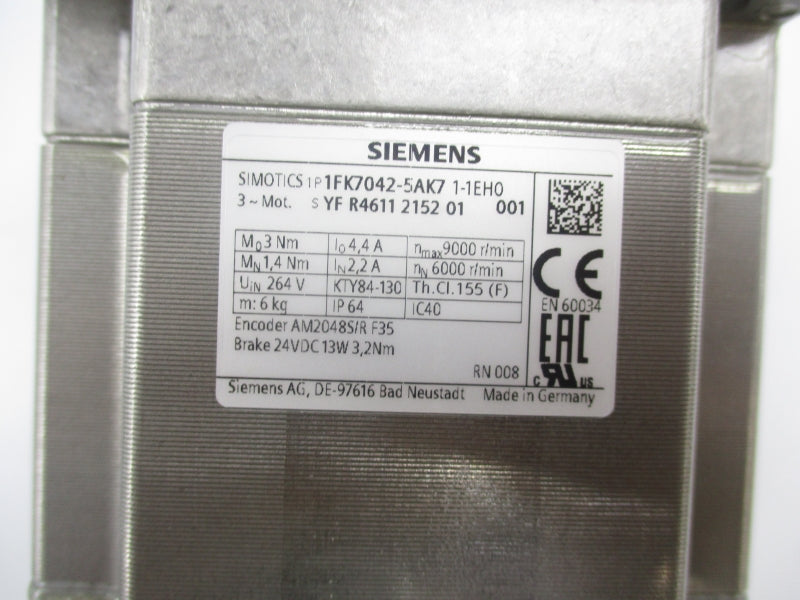 SIEMENS
SIMOTICS 1P 1FK7042-5AK7 1-1EH0
3 ~ Mot. S YF R4611 2152 01 001
M0 3 Nm I0 4,4 A nmax 9000 r/min
MN 1,4 Nm IN 2,2 A nN 6000 r/min
UIN 264 V KTY84-130 Th.Cl.155 (F)
m: 6 kg IP 64 IC40
CE
EN 60034
Encoder AM2048S/R F35
Brake 24VDC 13W 3,2Nm
EAC
RN 008
c RU US
Siemens AG, DE-97616 Bad Neustadt Made in Germany